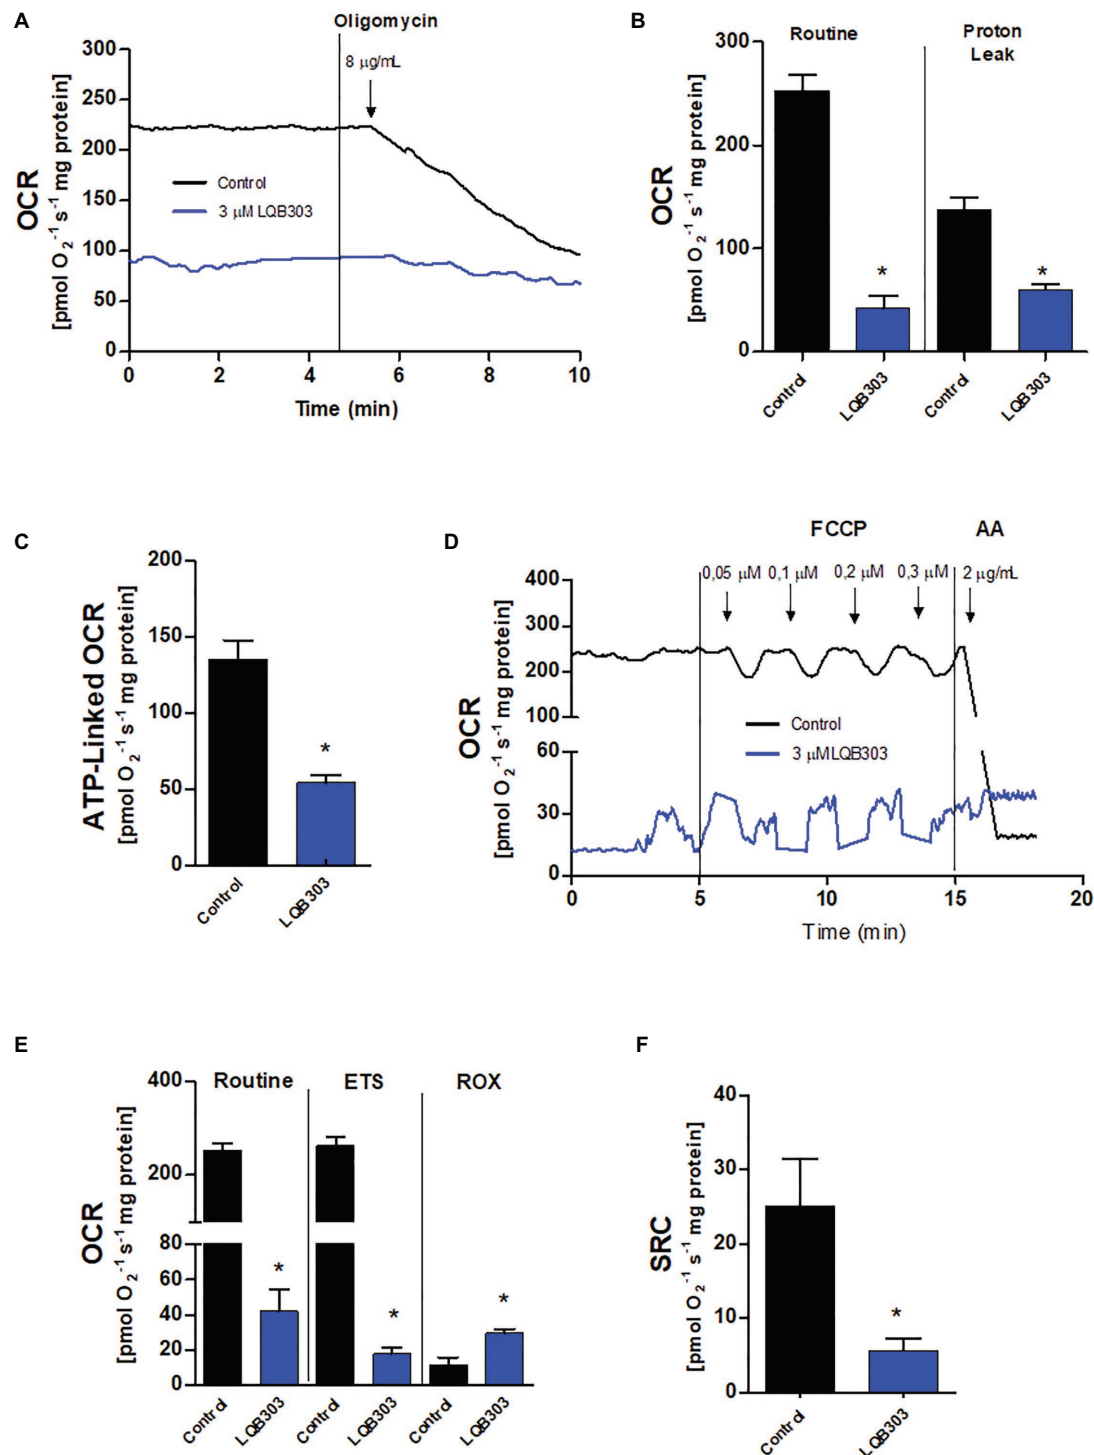 A
Oligomycin
8 µg/mL
300
250
200
150
100
50
0
OCR
[pmol O2-1 s-1 mg protein]
Control
3 µM LQB303
0 2 4 6 8 10
Time (min)
B
Routine
Proton
Leak
300
200
100
0
OCR
[pmol O2-1 s-1 mg protein]
*
*
Control
LQB303
Control
LQB303
C
200
150
100
50
0
ATP-Linked OCR
[pmol O2-1 s-1 mg protein]
*
Control
LQB303
D
FCCP
AA
0,05 µM 0,1 µM 0,2 µM 0,3 µM 2 µg/mL
400
300
200
100
60
30
0
OCR
[pmol O2-1 s-1 mg protein]
Control
3 µMLQB303
0 5 10 15 20
Time (min)
E
Routine
ETS
ROX
400
200
80
60
40
20
0
OCR
[pmol O2-1 s-1 mg protein]
*
*
*
Control
LQB303
Control
LQB303
Control
LQB303
F
40
30
20
10
0
SRC
[pmol O2-1 s-1 mg protein]
*
Control
LQB303